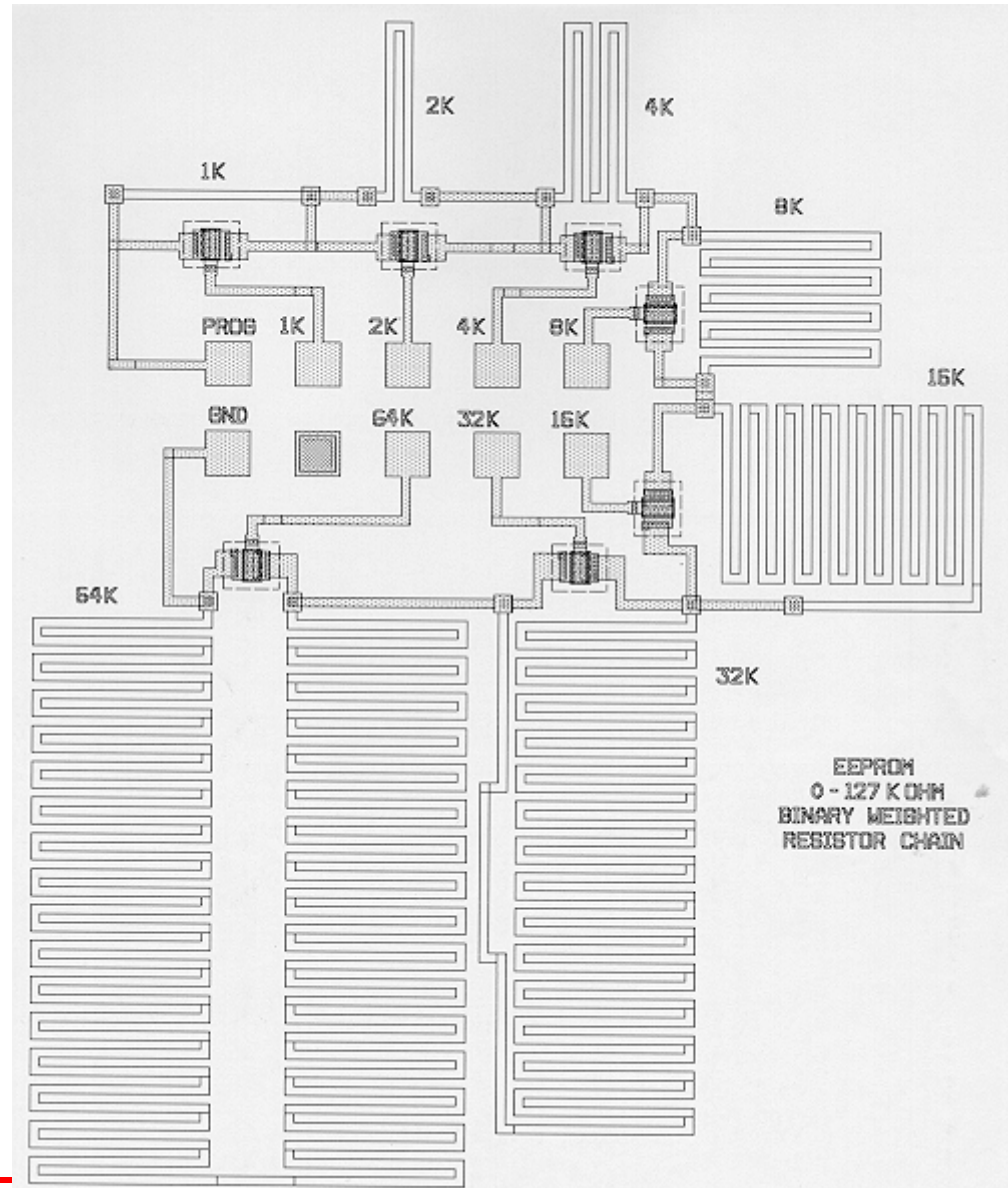 2K
4K
1K
8K
PROG
1K
2K
4K
8K
16K
GND
64K
32K
16K
64K
32K
EEPROM
0 - 127 K OHM
BINARY WEIGHTED
RESISTOR CHAIN